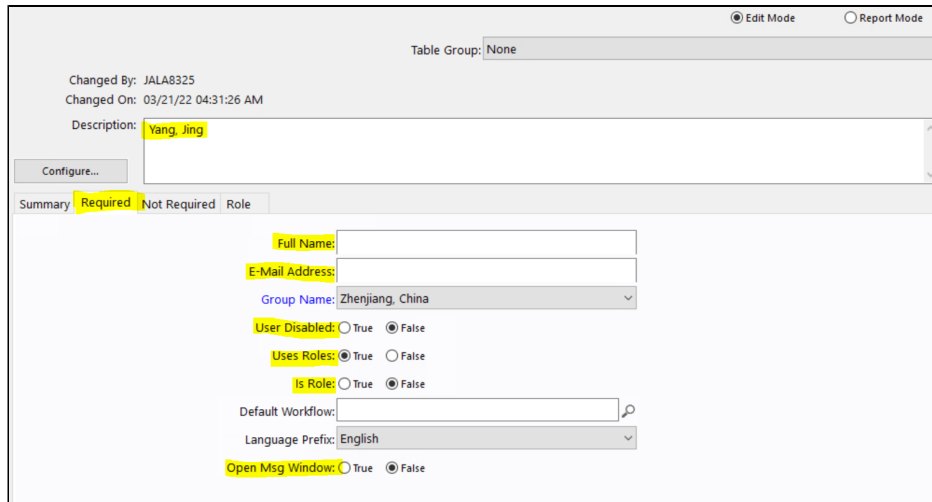 Edit Mode Report Mode
Table Group: None
Changed By: JALA8325
Changed On: 03/21/22 04:31:26 AM
Description: Yang, Jing
Configure...
Summary Required Not Required Role
Full Name:
E-Mail Address:
Group Name: Zhenjiang, China
User Disabled: True False
Uses Roles: True False
Is Role: True False
Default Workflow:
Language Prefix: English
Open Msg Window: True False